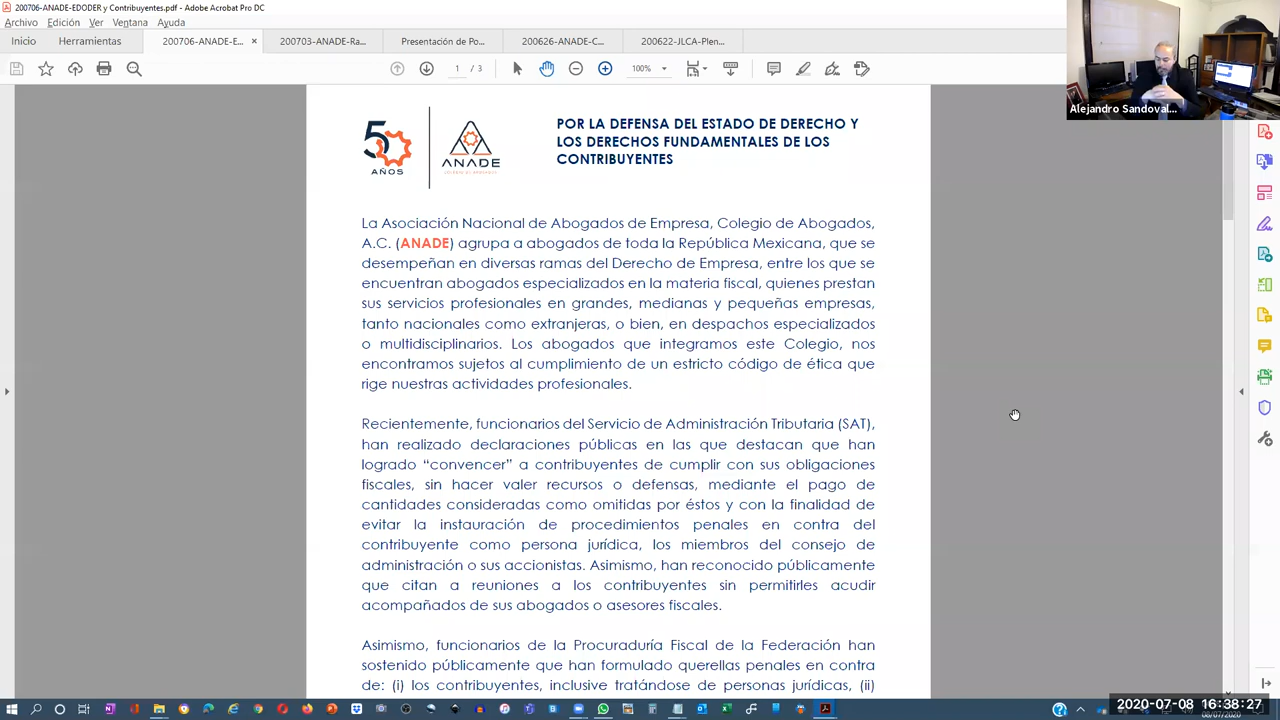 200706-ANADE-EDODER y Contribuyentes.pdf - Adobe Acrobat Pro DC
Archivo Edición Ver Ventana Ayuda
Inicio Herramientas 200706-ANADE-E... × 200703-ANADE-Ra... Presentación de Po... 200626-ANADE-C... 200622-JLCA-Plen...
1 / 3 100%
Alejandro Sandoval...
50 AÑOS
ANADE
COLEGIO DE ABOGADOS
POR LA DEFENSA DEL ESTADO DE DERECHO Y
LOS DERECHOS FUNDAMENTALES DE LOS
CONTRIBUYENTES
La Asociación Nacional de Abogados de Empresa, Colegio de Abogados,
A.C. (ANADE) agrupa a abogados de toda la República Mexicana, que se
desempeñan en diversas ramas del Derecho de Empresa, entre los que se
encuentran abogados especializados en la materia fiscal, quienes prestan
sus servicios profesionales en grandes, medianas y pequeñas empresas,
tanto nacionales como extranjeras, o bien, en despachos especializados
o multidisciplinarios. Los abogados que integramos este Colegio, nos
encontramos sujetos al cumplimiento de un estricto código de ética que
rige nuestras actividades profesionales.
Recientemente, funcionarios del Servicio de Administración Tributaria (SAT),
han realizado declaraciones públicas en las que destacan que han
logrado “convencer” a contribuyentes de cumplir con sus obligaciones
fiscales, sin hacer valer recursos o defensas, mediante el pago de
cantidades consideradas como omitidas por éstos y con la finalidad de
evitar la instauración de procedimientos penales en contra del
contribuyente como persona jurídica, los miembros del consejo de
administración o sus accionistas. Asimismo, han reconocido públicamente
que citan a reuniones a los contribuyentes sin permitirles acudir
acompañados de sus abogados o asesores fiscales.
Asimismo, funcionarios de la Procuraduría Fiscal de la Federación han
sostenido públicamente que han formulado querellas penales en contra
de: (i) los contribuyentes, inclusive tratándose de personas jurídicas, (ii)
2020-07-08 16:38:27